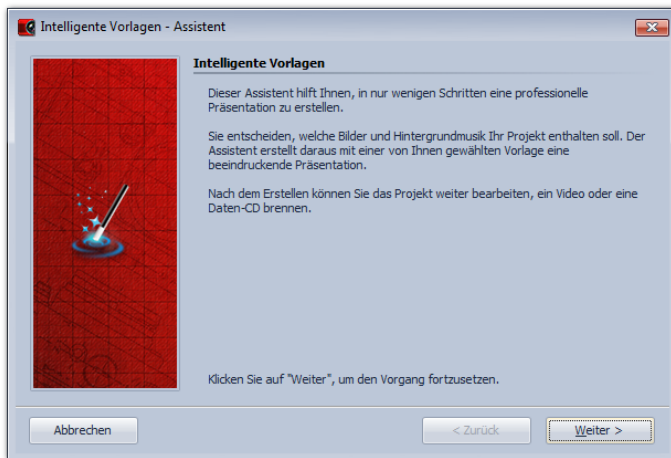 Intelligente Vorlagen - Assistent
Intelligente Vorlagen
Dieser Assistent hilft Ihnen, in nur wenigen Schritten eine professionelle
Präsentation zu erstellen.
Sie entscheiden, welche Bilder und Hintergrundmusik Ihr Projekt enthalten soll. Der
Assistent erstellt daraus mit einer von Ihnen gewählten Vorlage eine
beeindruckende Präsentation.
Nach dem Erstellen können Sie das Projekt weiter bearbeiten, ein Video oder eine
Daten-CD brennen.
Klicken Sie auf "Weiter", um den Vorgang fortzusetzen.
Abbrechen
< Zurück
Weiter >